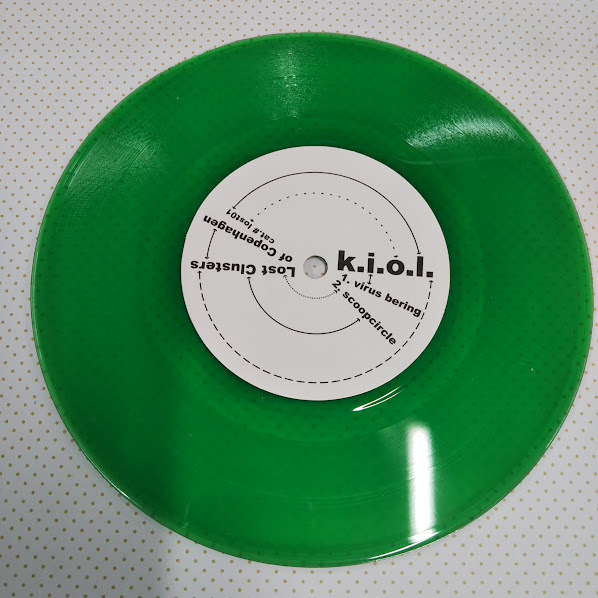 k.i.o.l.
1. virus bering
2. scoopcircle
Lost Clusters
of Copenhagen
cat.# lost01